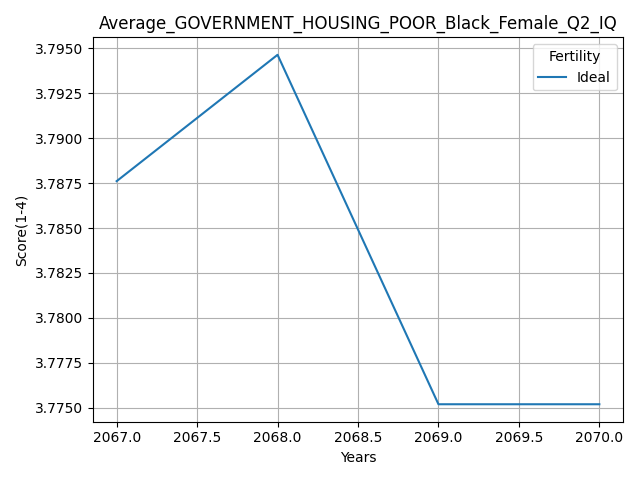 Average_GOVERNMENT_HOUSING_POOR_Black_Female_Q2_IQ
Fertility
Ideal
3.7950
3.7925
3.7900
3.7875
3.7850
3.7825
3.7800
3.7775
3.7750
Score(1-4)
2067.0 2067.5 2068.0 2068.5 2069.0 2069.5 2070.0
Years